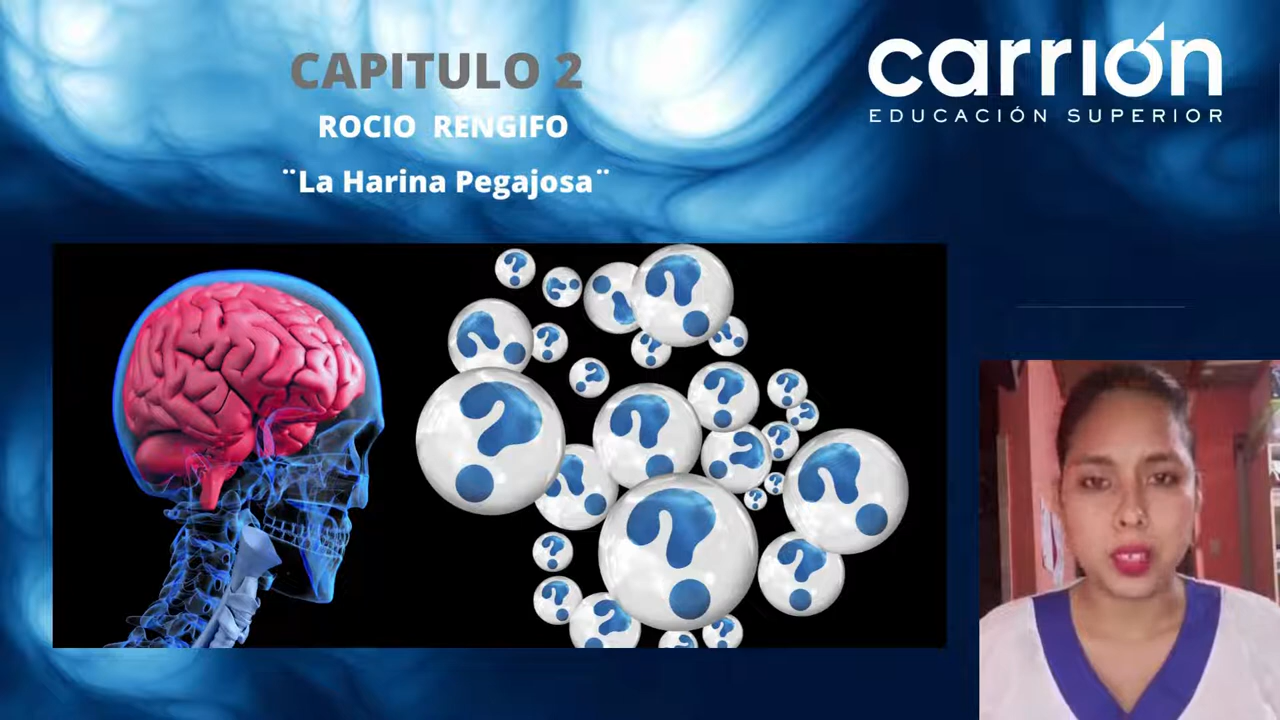 CAPITULO 2
ROCIO RENGIFO
¨La Harina Pegajosa¨
carrión
EDUCACIÓN SUPERIOR